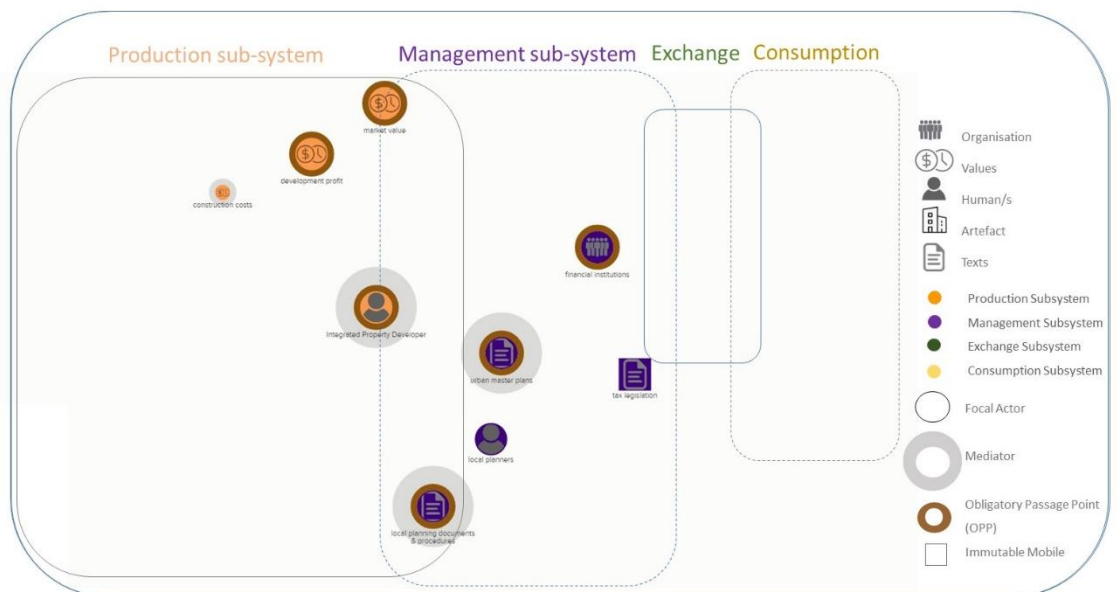 Production sub-system
Management sub-system
Exchange
Consumption
market value
development profit
construction costs
financial institutions
Integrated Property Developer
urban master plans
tax legislation
local planners
local planning documents
& procedures
Organisation
Values
Human/s
Artefact
Texts
Production Subsystem
Management Subsystem
Exchange Subsystem
Consumption Subsystem
Focal Actor
Mediator
Obligatory Passage Point
(OPP)
Immutable Mobile